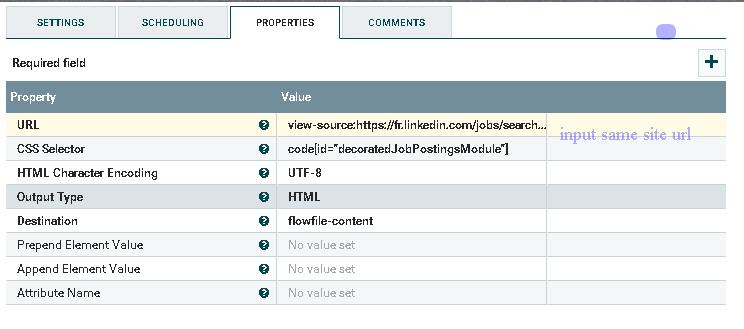 SETTINGS SCHEDULING PROPERTIES COMMENTS
Required field
Property Value
URL view-source:https://fr.linkedin.com/jobs/search...
input same site url
CSS Selector code[id="decoratedJobPostingsModule"]
HTML Character Encoding UTF-8
Output Type HTML
Destination flowfile-content
Prepend Element Value No value set
Append Element Value No value set
Attribute Name No value set